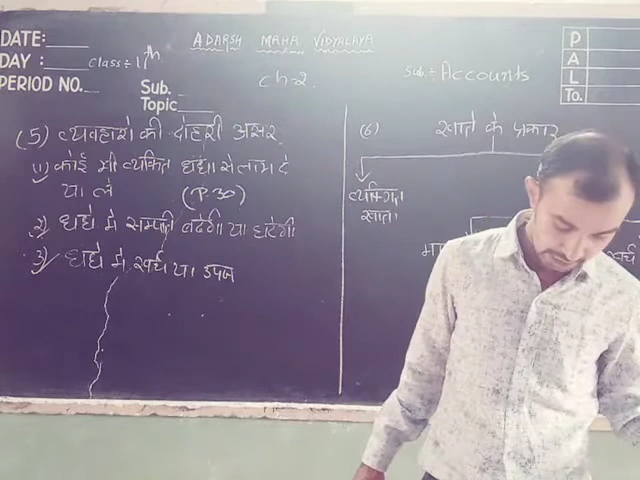 DATE:
DAY :
PERIOD NO.
Class÷ 11th
ADARSH MAHA VIDYALAYA
ch-2
Sub.
Topic
Sub.÷ Accounts
P
A
L
To.
(5) व्यवहारो की दोहरी असर
(1) कोई भी व्यकित धंधे से लाभ दे
या ले (P.30)
2) धंधे मे सम्पती बढेगी या घटेगी
3) धंधे मे खर्च या उपज
(6) खाते के प्रकार
व्यक्तिगत
खाता
खर्च